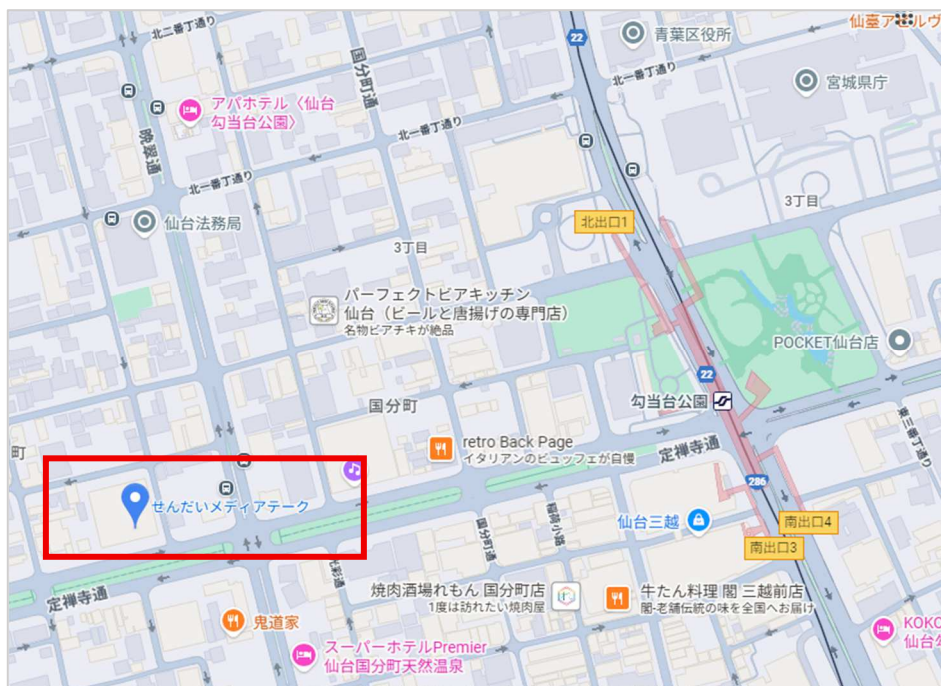 北二番丁通り
22
青葉区役所
仙臺ア
宮城県庁
国分町通
北一番丁通り
アパホテル〈仙台
勾当台公園〉
北一番丁通り
晩翠通
北一番丁通り
仙台法務局
3丁目
北出口1
3丁目
パーフェクトビアキッチン
仙台（ビールと唐揚げの専門店）
名物ビアチキが絶品
POCKET仙台店
22
勾当台公園
国分町
東三番丁通
retro Back Page
イタリアンのビュッフェが自慢
定禅寺通
町
286
せんだいメディアテーク
仙台三越
南出口4
国分町通
稲荷小路
南出口3
定禅寺通
焼肉酒場れもん 国分町店
1度は訪れたい焼肉屋
牛たん料理 閣 三越前店
閣-老舗伝統の味を全国へお届け
鬼道家
スーパーホテルPremier
仙台国分町天然温泉
KOKO
仙台勾